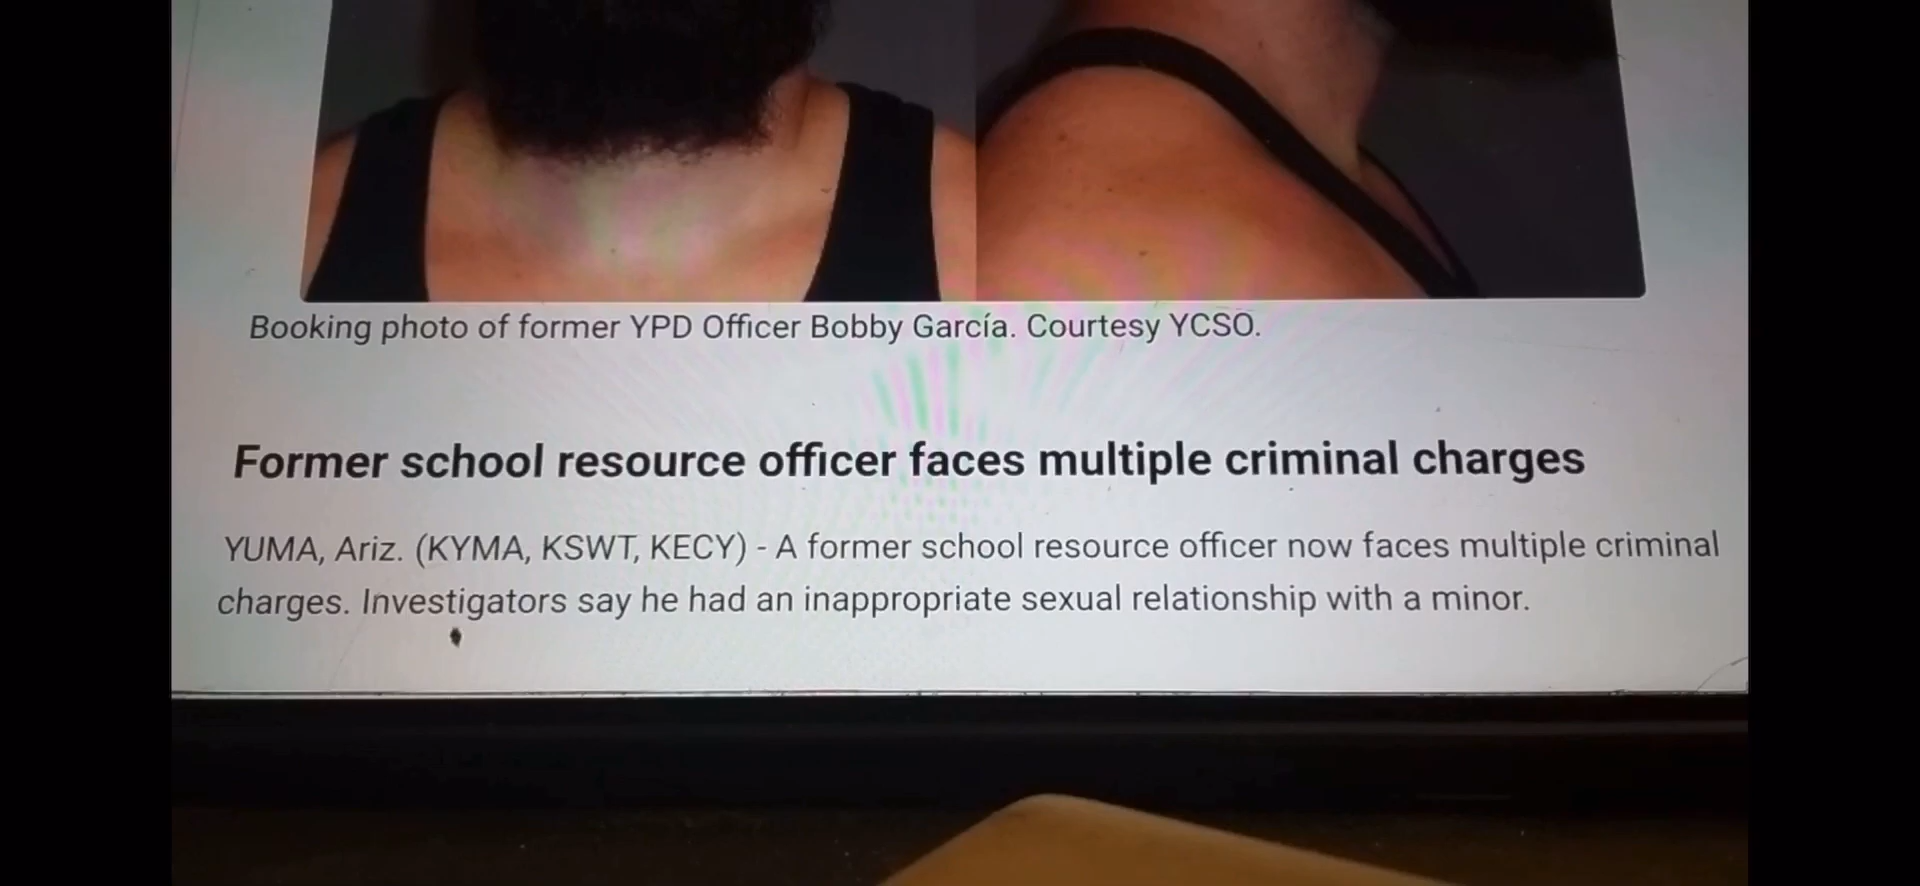 Booking photo of former YPD Officer Bobby García. Courtesy YCSO.
Former school resource officer faces multiple criminal charges
YUMA, Ariz. (KYMA, KSWT, KECY) - A former school resource officer now faces multiple criminal
charges. Investigators say he had an inappropriate sexual relationship with a minor.